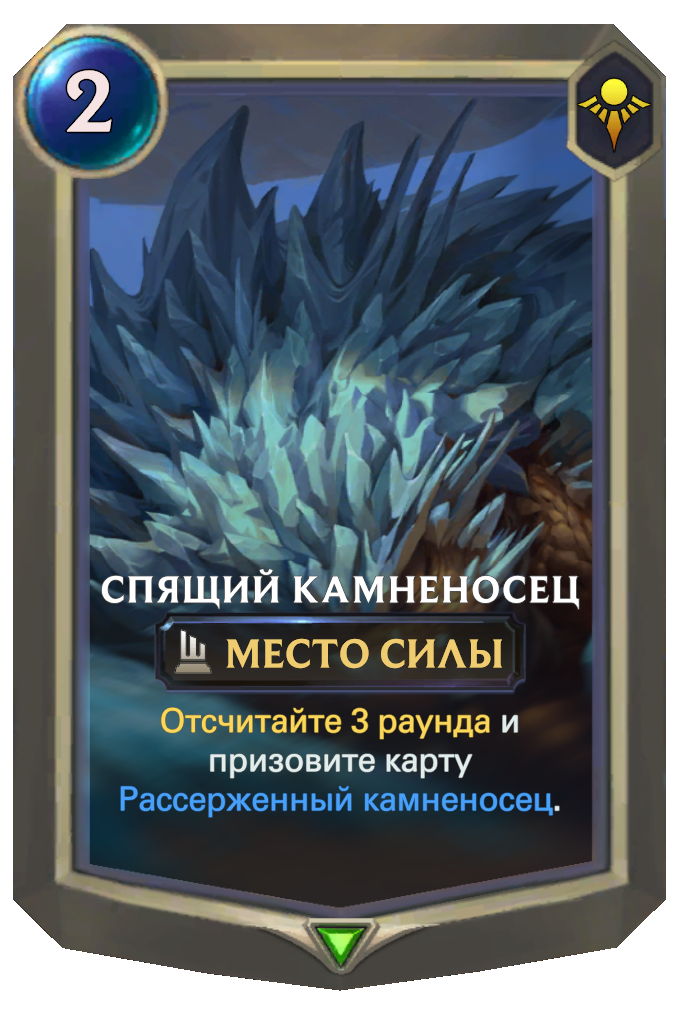 2
СПЯЩИЙ КАМНЕНОСЕЦ
МЕСТО СИЛЫ
Отсчитайте 3 раунда и
призовите карту
Рассерженный камненосец.